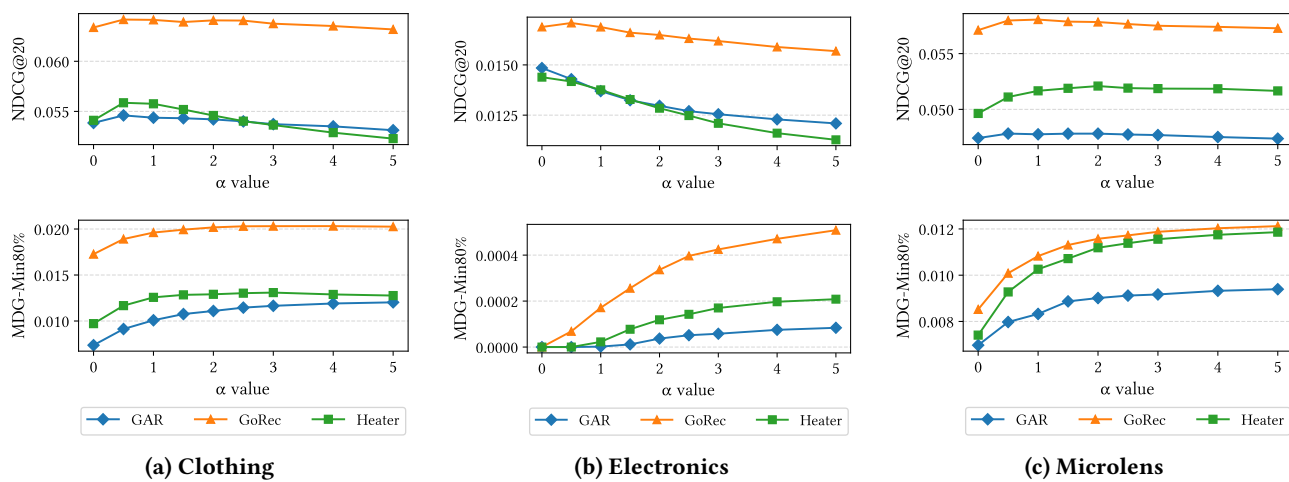 NDCG@20
0.060
0.055
0 1 2 3 4 5
α value
MDG-Min80%
0.020
0.015
0.010
0 1 2 3 4 5
α value
GAR GoRec Heater
(a) Clothing
NDCG@20
0.0150
0.0125
0 1 2 3 4 5
α value
MDG-Min80%
0.0004
0.0002
0.0000
0 1 2 3 4 5
α value
GAR GoRec Heater
(b) Electronics
NDCG@20
0.055
0.050
0 1 2 3 4 5
α value
MDG-Min80%
0.012
0.010
0.008
0 1 2 3 4 5
α value
GAR GoRec Heater
(c) Microlens